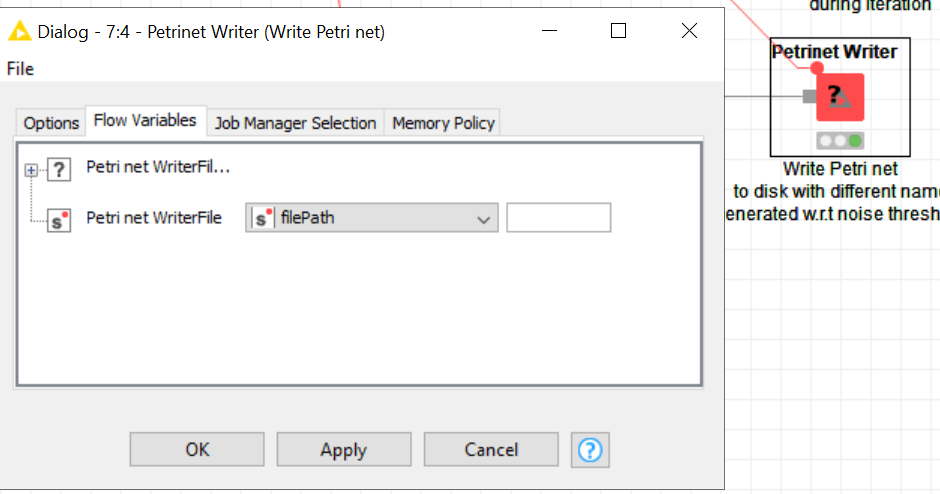 Dialog - 7:4 - Petrinet Writer (Write Petri net)
File
Options Flow Variables Job Manager Selection Memory Policy
? Petri net WriterFil...
s Petri net WriterFile s filePath
OK Apply Cancel ?
during iteration
Petrinet Writer
?
Write Petri net
to disk with different nam
enerated w.r.t noise thresh